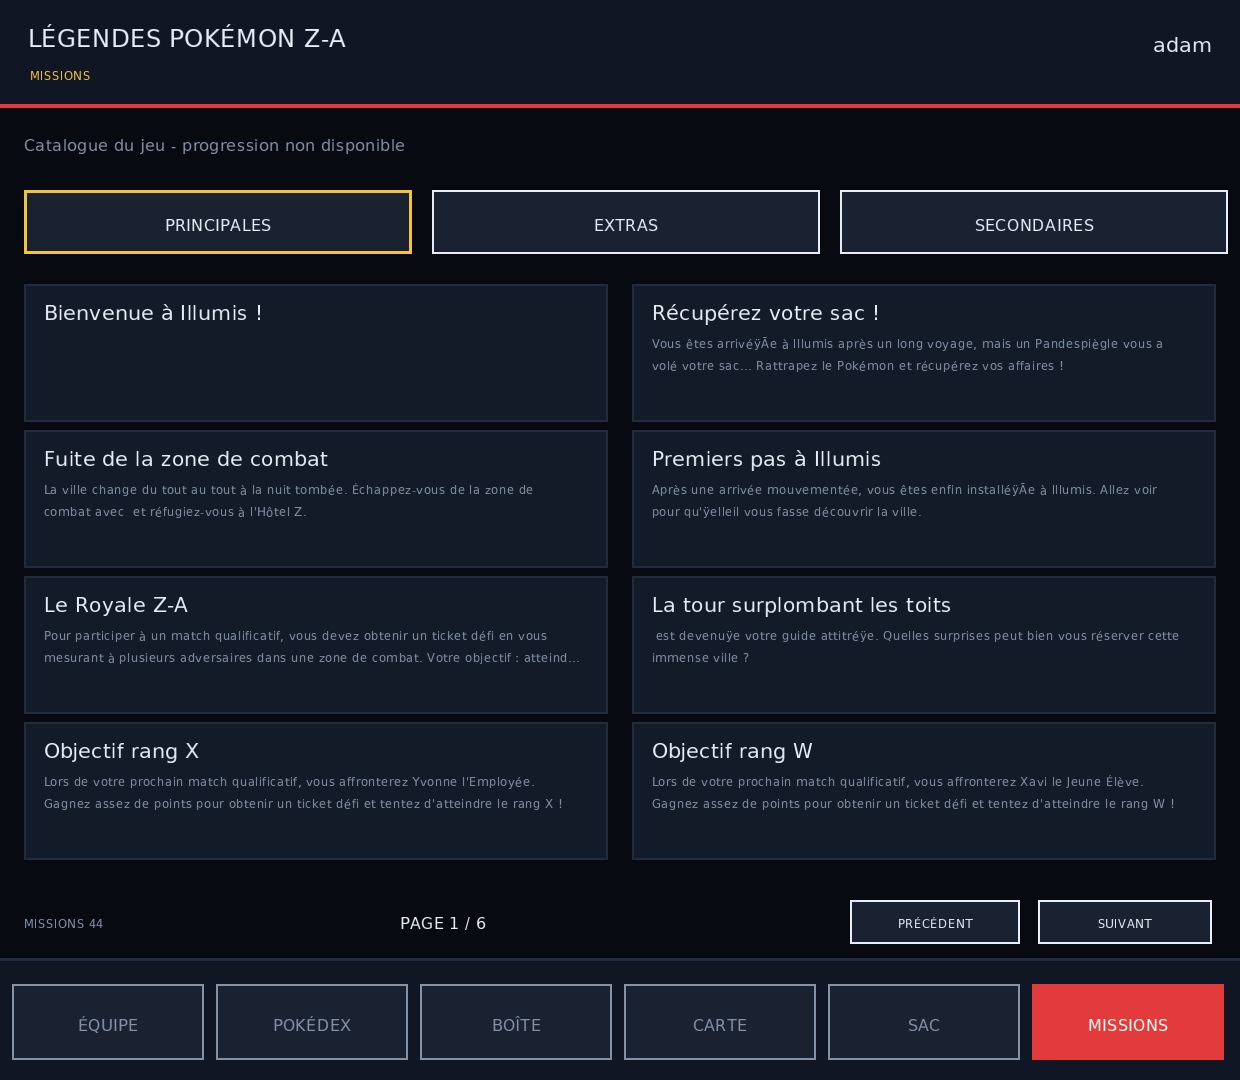 LÉGENDES POKÉMON Z-A
adam
MISSIONS
Catalogue du jeu - progression non disponible
PRINCIPALES
EXTRAS
SECONDAIRES
Bienvenue à Illumis !
Récupérez votre sac !
Vous êtes arrivéÿÃe à Illumis après un long voyage, mais un Pandespiègle vous a
volé votre sac... Rattrapez le Pokémon et récupérez vos affaires !
Fuite de la zone de combat
La ville change du tout au tout à la nuit tombée. Échappez-vous de la zone de
combat avec  et réfugiez-vous à l'Hôtel Z.
Premiers pas à Illumis
Après une arrivée mouvementée, vous êtes enfin installéÿÃe à Illumis. Allez voir
pour qu'ÿelleil vous fasse découvrir la ville.
Le Royale Z-A
Pour participer à un match qualificatif, vous devez obtenir un ticket défi en vous
mesurant à plusieurs adversaires dans une zone de combat. Votre objectif : atteind...
La tour surplombant les toits
est devenuÿe votre guide attitréÿe. Quelles surprises peut bien vous réserver cette
immense ville ?
Objectif rang X
Lors de votre prochain match qualificatif, vous affronterez Yvonne l'Employée.
Gagnez assez de points pour obtenir un ticket défi et tentez d'atteindre le rang X !
Objectif rang W
Lors de votre prochain match qualificatif, vous affronterez Xavi le Jeune Élève.
Gagnez assez de points pour obtenir un ticket défi et tentez d'atteindre le rang W !
MISSIONS 44
PAGE 1 / 6
PRÉCÉDENT
SUIVANT
ÉQUIPE
POKÉDEX
BOÎTE
CARTE
SAC
MISSIONS